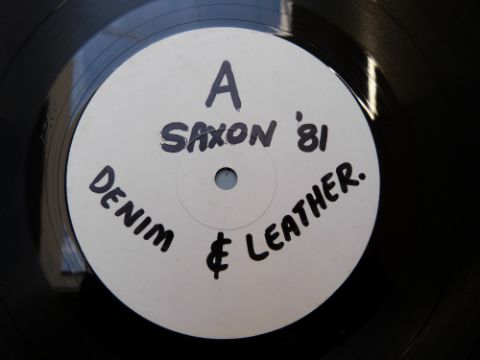 A
SAXON '81
DENIM & LEATHER.